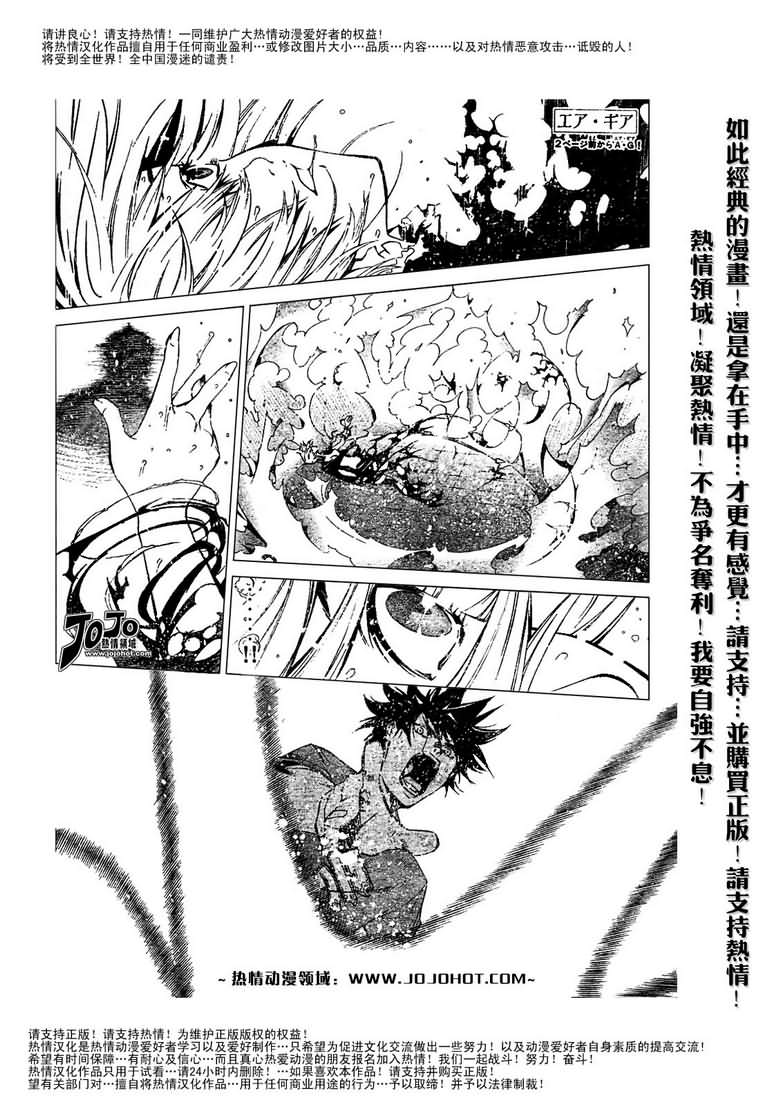 请讲良心！请支持热情！一同维护广大热情动漫爱好者的权益！
将热情汉化作品擅自用于任何商业盈利…或修改图片大小…品质…内容……以及对热情恶意攻击…诋毁的人！
将受到全世界！全中国漫迷的谴责！
エア・ギア
2ページ前からA・G！
如此經典的漫畫！還是拿在手中…才更有感覺…請支持…並購買正版！請支持熱情！
熱情領域！凝聚熱情！不為爭名奪利！我要自強不息！
!!
JOJO
熱情領域
www.jojohot.com
~热情动漫领域：WWW.JOJOHOT.COM~
请支持正版！请支持热情！为维护正版版权的权益！
热情汉化是热情动漫爱好者学习以及爱好制作…只希望为促进文化交流做出一些努力！以及动漫爱好者自身素质的提高交流！
希望有时间保障…有耐心及信心…而且真心热爱动漫的朋友报名加入热情！我们一起战斗！努力！奋斗！
热情汉化作品只用于试看…请24小时内删除！…如果喜欢本作品！请支持并购买正版！
望有关部门对…擅自将热情汉化作品…用于任何商业用途的行为…予以取缔！并予以法律制裁！